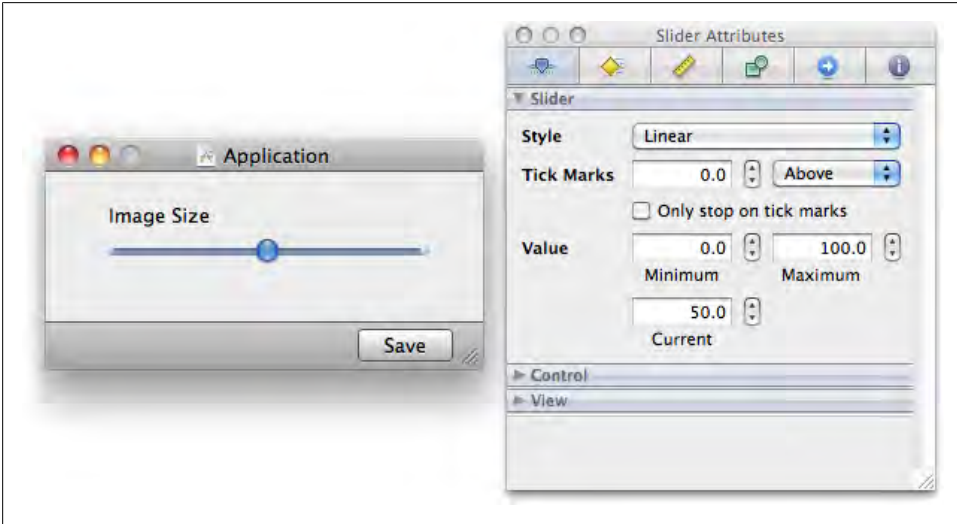 Application
Image Size
Save
Slider Attributes
Slider
Style Linear
Tick Marks 0.0 Above
Only stop on tick marks
Value 0.0 100.0
Minimum Maximum
50.0
Current
Control
View